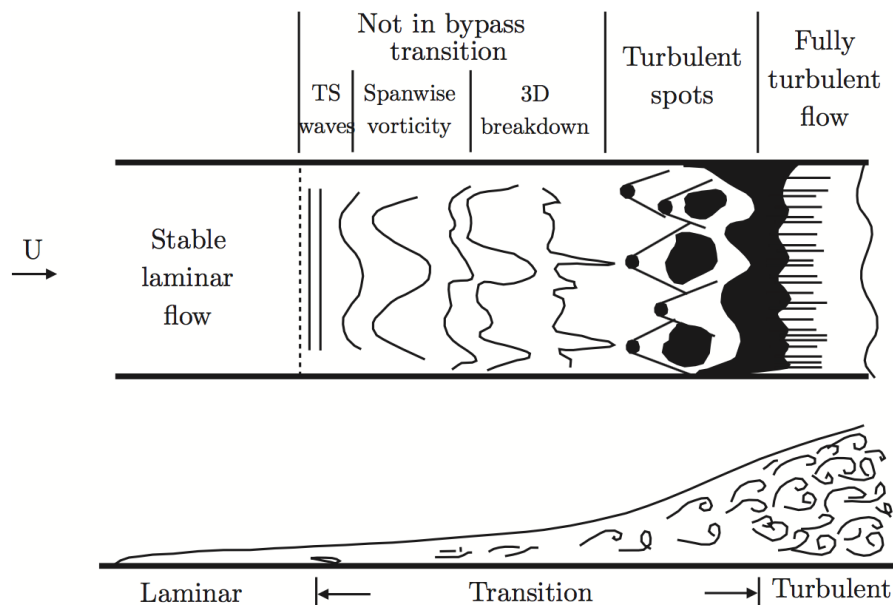 Not in bypass
transition
TS
waves
Spanwise
vorticity
3D
breakdown
Turbulent
spots
Fully
turbulent
flow
U
Stable
laminar
flow
Laminar
Transition
Turbulent